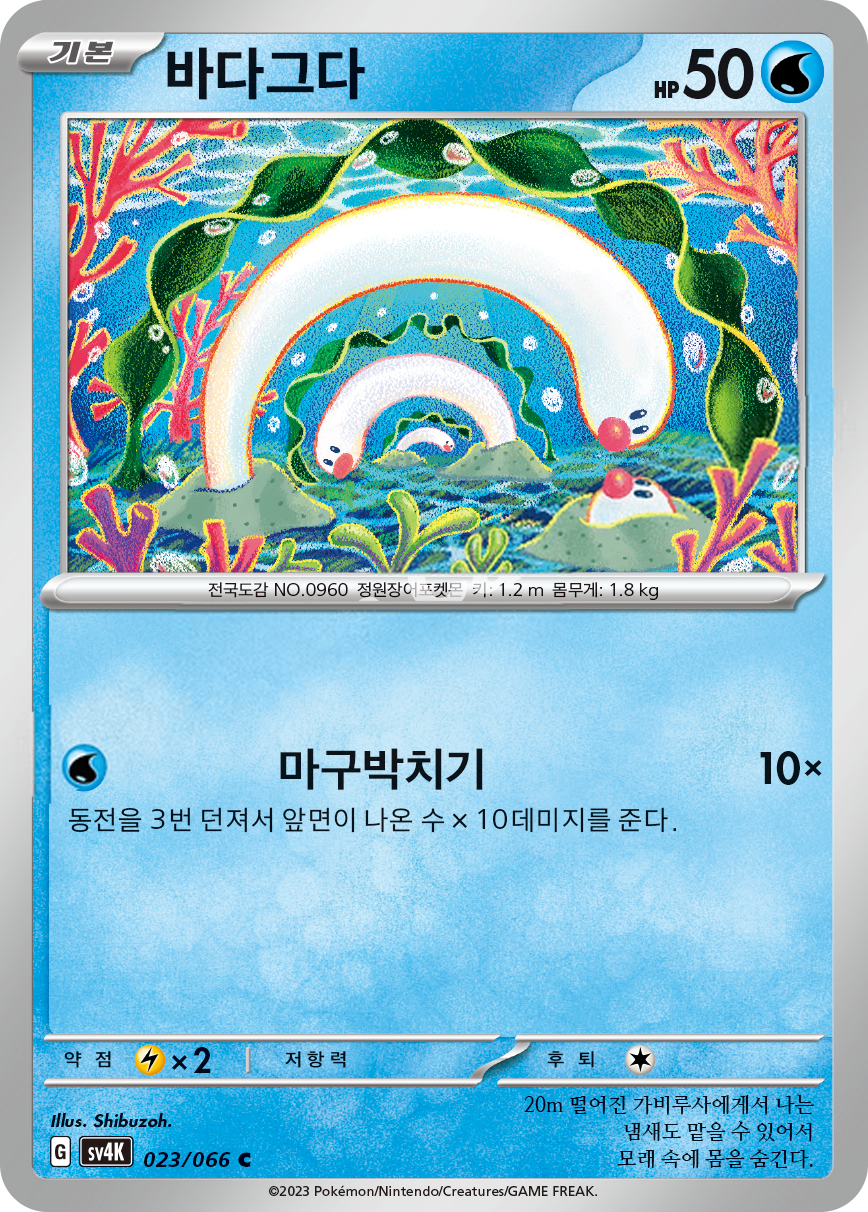 기본
바다그다
HP 50
전국도감 NO.0960 정원장어포켓몬 키: 1.2 m 몸무게: 1.8 kg
마구박치기 10×
동전을 3번 던져서 앞면이 나온 수 × 10데미지를 준다.
약점 ×2 저항력 후퇴
Illus. Shibuzoh.
G sv4K 023/066 C
20m 떨어진 가비루사에게서 나는
냄새도 맡을 수 있어서
모래 속에 몸을 숨긴다.
©2023 Pokémon/Nintendo/Creatures/GAME FREAK.